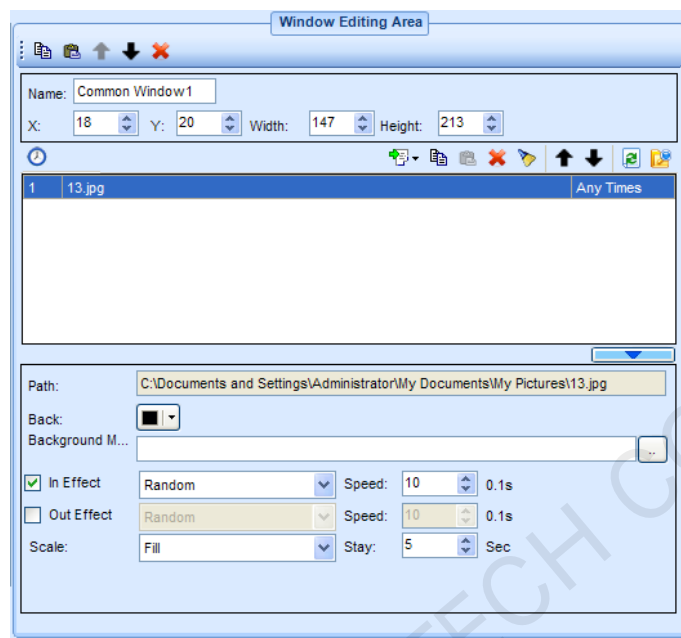 Window Editing Area
Name: Common Window1
X: 18 Y: 20 Width: 147 Height: 213
1 13.jpg Any Times
Path: C:\Documents and Settings\Administrator\My Documents\My Pictures\13.jpg
Back:
Background M... ..
In Effect Random Speed: 10 0.1s
Out Effect Random Speed: 10 0.1s
Scale: Fill Stay: 5 Sec
TECH CO